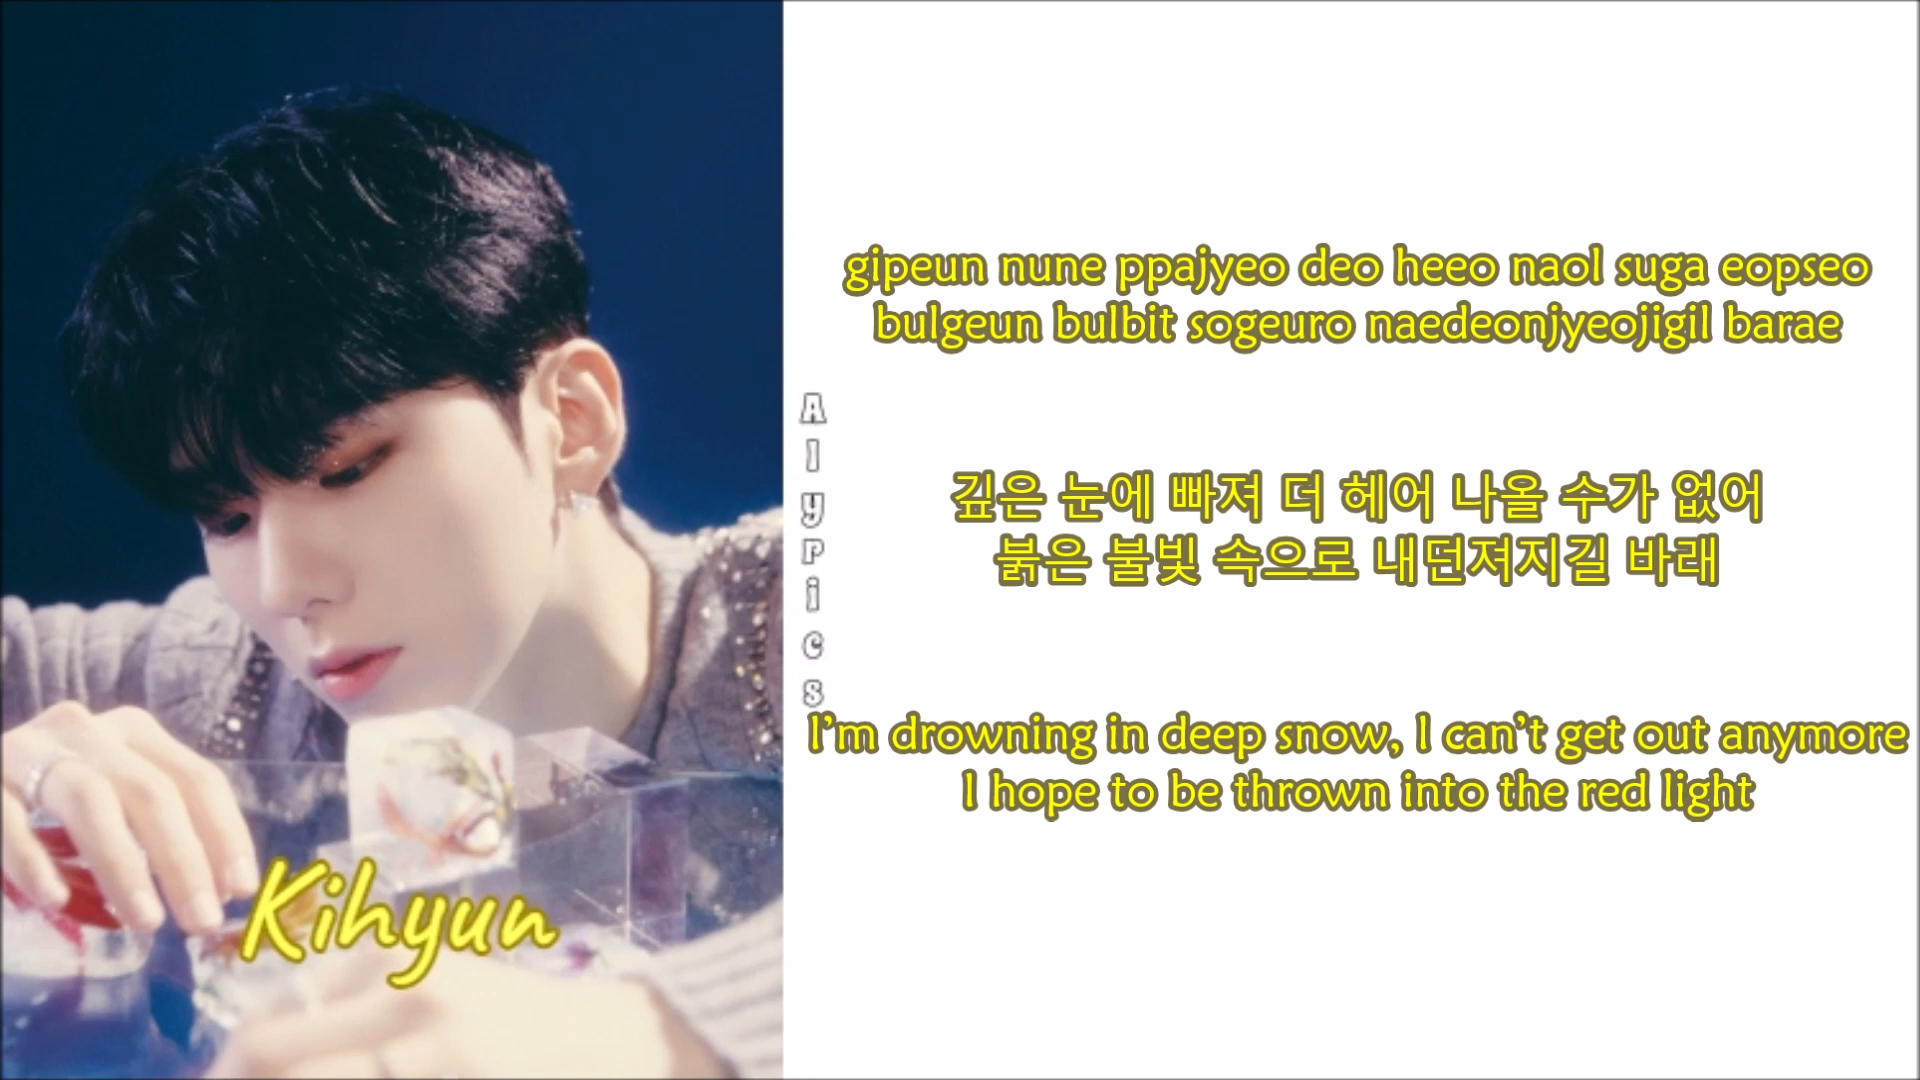 gipeun nune ppajyeo deo heeo naol suga eopseo
bulgeun bulbit sogeuro naedeonjyeojigil barae
깊은 눈에 빠져 더 헤어 나올 수가 없어
붉은 불빛 속으로 내던져지길 바래
I'm drowning in deep snow, I can't get out anymore
I hope to be thrown into the red light
AlyPics
Kihyun